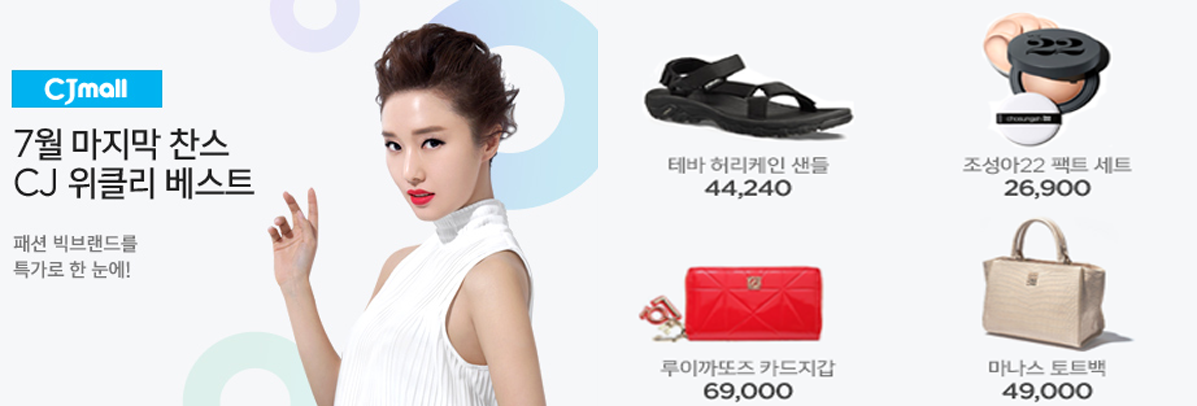 CJmall
7월 마지막 찬스
CJ 위클리 베스트
패션 빅브랜드를
특가로 한 눈에!
테바 허리케인 샌들
44,240
22
chosungah 22
조성아22 팩트 세트
26,900
루이까또즈 카드지갑
69,000
마나스 토트백
49,000